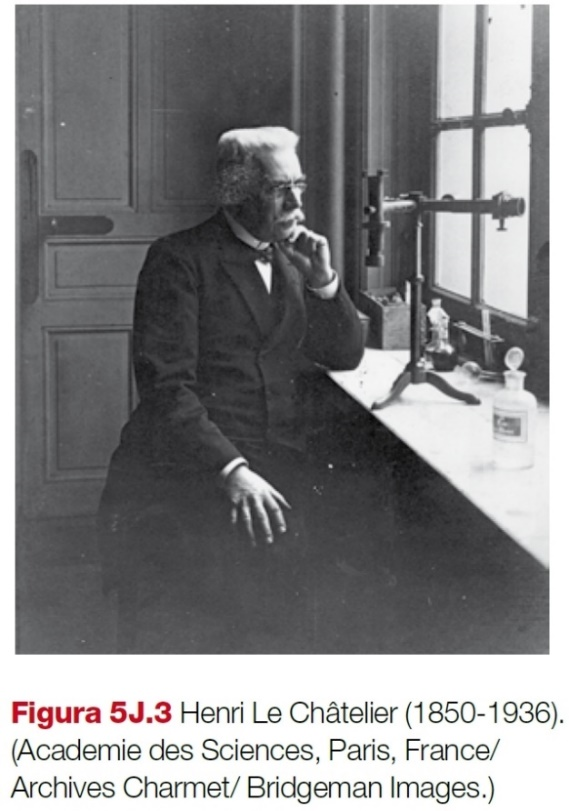 Figura 5J.3 Henri Le Châtelier (1850-1936).
(Academie des Sciences, Paris, France/
Archives Charmet/ Bridgeman Images.)